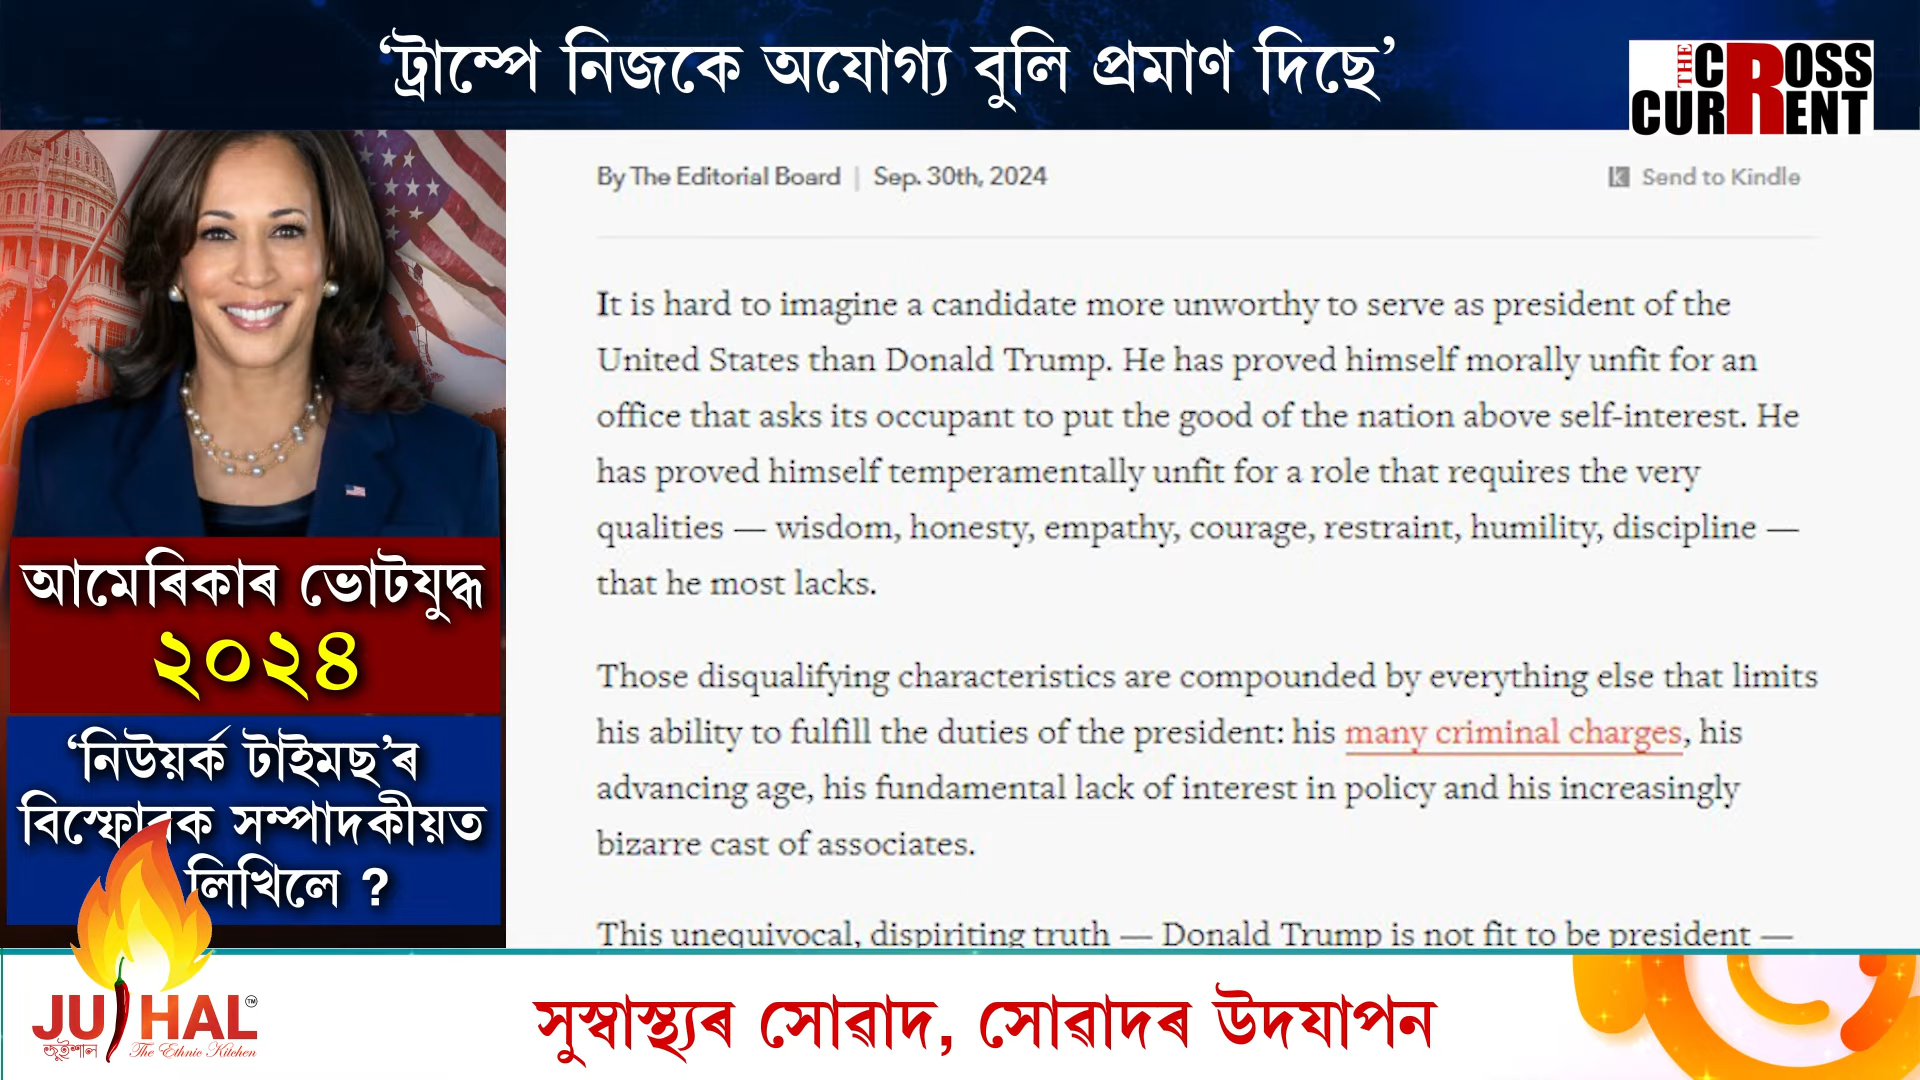 ‘ট্ৰাম্পে নিজকে অযোগ্য বুলি প্ৰমাণ দিছে’
THE CROSS
CURRENT
By The Editorial Board | Sep. 30th, 2024
Send to Kindle
It is hard to imagine a candidate more unworthy to serve as president of the
United States than Donald Trump. He has proved himself morally unfit for an
office that asks its occupant to put the good of the nation above self-interest. He
has proved himself temperamentally unfit for a role that requires the very
qualities — wisdom, honesty, empathy, courage, restraint, humility, discipline —
that he most lacks.
Those disqualifying characteristics are compounded by everything else that limits
his ability to fulfill the duties of the president: his many criminal charges, his
advancing age, his fundamental lack of interest in policy and his increasingly
bizarre cast of associates.
This unequivocal, dispiriting truth — Donald Trump is not fit to be president —
আমেৰিকাৰ ভোটযুদ্ধ
২০২৪
‘নিউয়ৰ্ক টাইমছ’ৰ
বিস্ফোৰক সম্পাদকীয়ত
লিখিলে ?
JUIHAL™
জুইশাল The Ethnic Kitchen
সুস্বাস্থ্যৰ সোৱাদ, সোৱাদৰ উদযাপন